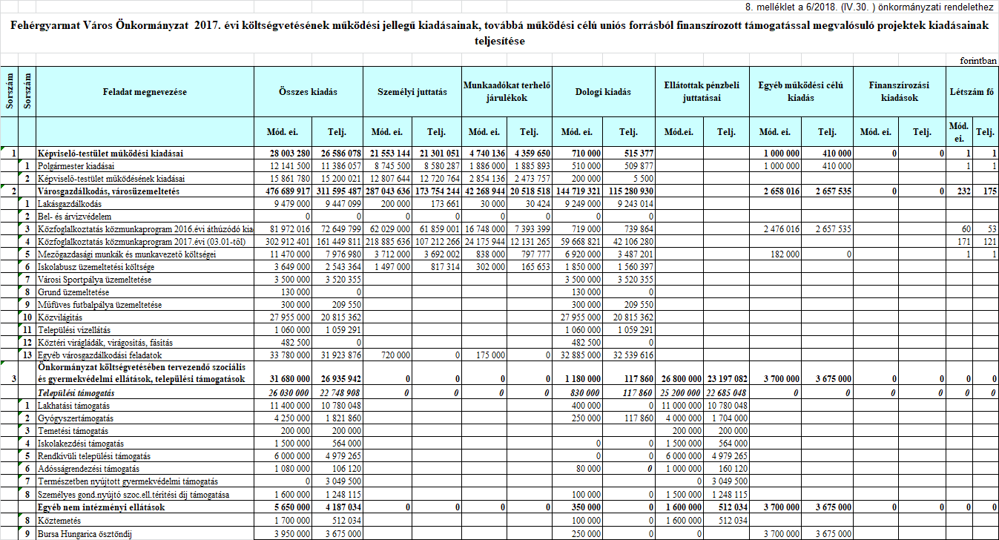 8. melléklet a 6/2018. (IV.30. ) önkormányzati rendelethez
Fehérgyarmat Város Önkormányzat 2017. évi költségvetésének működési jellegű kiadásainak, továbbá működési célú uniós forrásból finanszírozott támogatással megvalósuló projektek kiadásainak
teljesítése
forintban
Sorszám Sorszám Feladat megnevezése Összes kiadás Személyi juttatás Munkaadókat terhelő járulékok Dologi kiadás Ellátottak pénzbeli juttatásai Egyéb működési célú kiadás Finanszírozási kiadások Létszám fő
Mód. ei. Telj. Mód. ei. Telj. Mód. ei. Telj. Mód. ei. Telj. Mód.ei. Telj. Mód. ei. Telj. Mód. ei. Telj. Mód. ei. Telj.
1 Képviselő-testület működési kiadásai 28 003 280 26 586 078 21 553 144 21 301 051 4 740 136 4 359 650 710 000 515 377 1 000 000 410 000 0 0 1 1
1 Polgármester kiadásai 12 141 500 11 386 057 8 745 500 8 580 287 1 886 000 1 885 893 510 000 509 877 1 000 000 410 000 1 1
2 Képviselő-testület működésének kiadásai 15 861 780 15 200 021 12 807 644 12 720 764 2 854 136 2 473 757 200 000 5 500
2 Városgazdálkodás, városüzemeltetés 476 689 917 311 595 487 287 043 636 173 754 244 42 268 944 20 518 518 144 719 321 115 280 930 2 658 016 2 657 535 0 0 232 175
1 Lakásgazdálkodás 9 479 000 9 447 099 200 000 173 661 30 000 30 424 9 249 000 9 243 014
2 Bel- és árvízvédelem 0 0 0 0 0 0 0 0
3 Közfoglalkoztatás közmunkaprogram 2016.évi áthúzódó kia 81 972 016 72 649 799 62 029 000 61 859 001 16 748 000 7 393 399 719 000 739 864 2 476 016 2 657 535 60 53
4 Közfoglalkoztatás közmunkaprogram 2017.évi (03.01-től) 302 912 401 161 449 811 218 885 636 107 212 266 24 175 944 12 131 265 59 668 821 42 106 280 171 121
5 Mezőgazdasági munkák és munkavezető költségei 11 470 000 7 976 980 3 712 000 3 692 002 838 000 797 777 6 920 000 3 487 201 182 000 0 1 1
6 Iskolabusz üzemeltetési költsége 3 649 000 2 543 364 1 497 000 817 314 302 000 165 653 1 850 000 1 560 397
7 Városi Sportpálya üzemeltetése 3 500 000 3 520 355 3 500 000 3 520 355
8 Grund üzemeltetése 130 000 0 130 000 0
9 Műfüves futbalpálya üzemeltetése 300 000 209 550 300 000 209 550
10 Közvilágítás 27 955 000 20 815 362 27 955 000 20 815 362
11 Települési vízellátás 1 060 000 1 059 291 1 060 000 1 059 291
12 Köztéri virágládák, virágosítás, fásítás 482 500 0 482 500 0
13 Egyéb városgazdálkodási feladatok 33 780 000 31 923 876 720 000 0 175 000 0 32 885 000 32 539 616
Önkormányzat költségvetésében tervezendő szociális
3 és gyermekvédelmi ellátások, települési támogatások 31 680 000 26 935 942 0 0 0 0 1 180 000 117 860 26 800 000 23 197 082 3 700 000 3 675 000 0 0 0 0
Települési támogatás 26 030 000 22 748 908 0 0 0 0 830 000 117 860 25 200 000 22 685 048 0 0 0 0 0 0
1 Lakhatási támogatás 11 400 000 10 780 048 400 000 0 11 000 000 10 780 048
2 Gyógyszertámogatás 4 250 000 1 821 860 250 000 117 860 4 000 000 1 704 000
3 Temetési támogatás 200 000 200 000 200 000 200 000
4 Iskolakezdési támogatás 1 500 000 564 000 0 0 1 500 000 564 000
5 Rendkívüli települési támogatás 6 000 000 4 979 265 0 0 6 000 000 4 979 265
6 Adósságrendezési támogatás 1 080 000 106 120 80 000 0 1 000 000 160 120
7 Természetben nyújtott gyermekvédelmi támogatás 0 3 049 500 0 3 049 500
8 Személyes gond.nyújtó szoc.ell.térítési díj támogatása 1 600 000 1 248 115 100 000 0 1 500 000 1 248 115
Egyéb nem intézményi ellátások 5 650 000 4 187 034 0 0 0 0 350 000 0 1 600 000 512 034 3 700 000 3 675 000 0 0 0 0
8 Köztemetés 1 700 000 512 034 100 000 0 1 600 000 512 034
9 Bursa Hungarica ösztöndíj 3 950 000 3 675 000 250 000 0 0 3 700 000 3 675 000